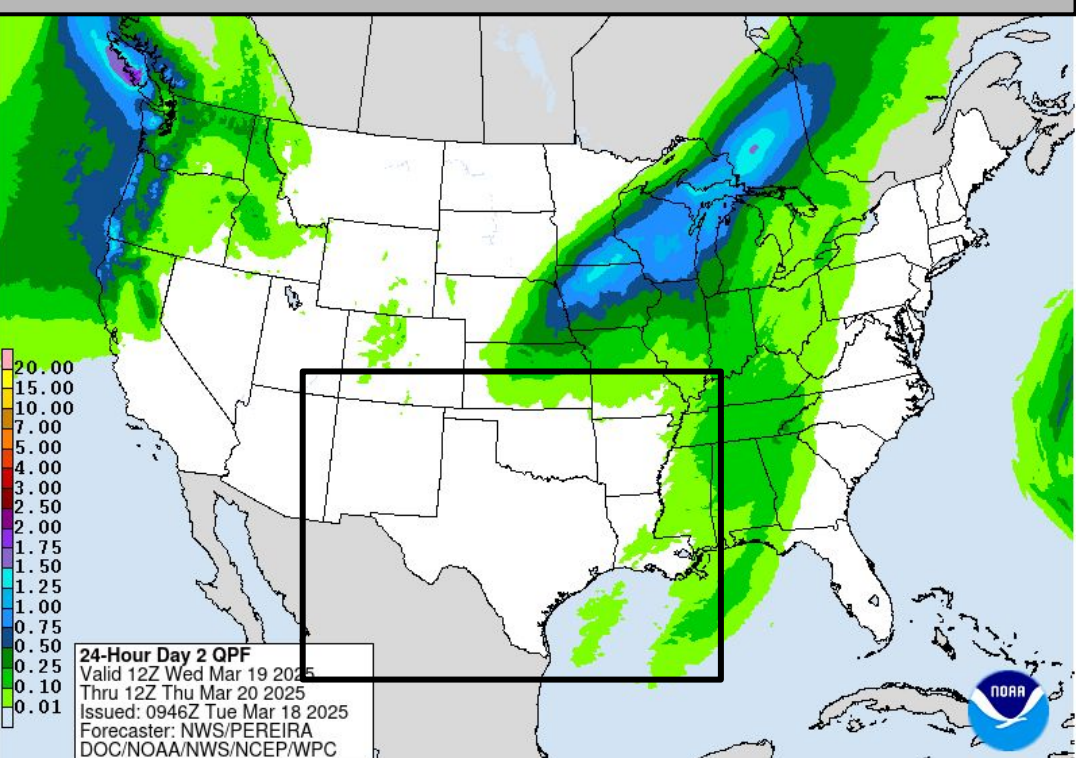 20.00
15.00
10.00
7.00
5.00
4.00
3.00
2.50
2.00
1.75
1.50
1.25
1.00
0.75
0.50
0.25
0.10
0.01
24-Hour Day 2 QPF
Valid 12Z Wed Mar 19 2025
Thru 12Z Thu Mar 20 2025
Issued: 0946Z Tue Mar 18 2025
Forecaster: NWS/PEREIRA
DOC/NOAA/NWS/NCEP/WPC
NOAA